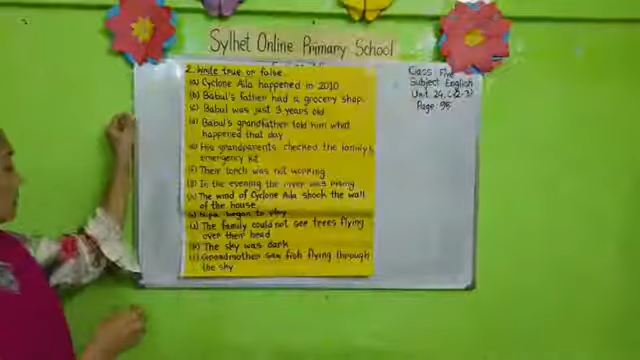 Sylhet Online Primary School
Class Five
Subject English
Unit 24, (2-3)
Page 95
2. Write true or false.
(a) Cyclone Aila happened in 2010
(b) Babul's father had a grocery shop.
(c) Babul was just 9 years old
(d) Babul's grandfather told him what
happened that day
(e) His grandparents checked the family's
emergency kit
(f) Their torch was not working
(g) In the evening the river was rising
(h) The wind of Cyclone Aila shook the wall
of the house
began to
(j) The family could not see trees flying
over their head
(k) The sky was dark
(l) Grandmother saw fish flying through
the sky